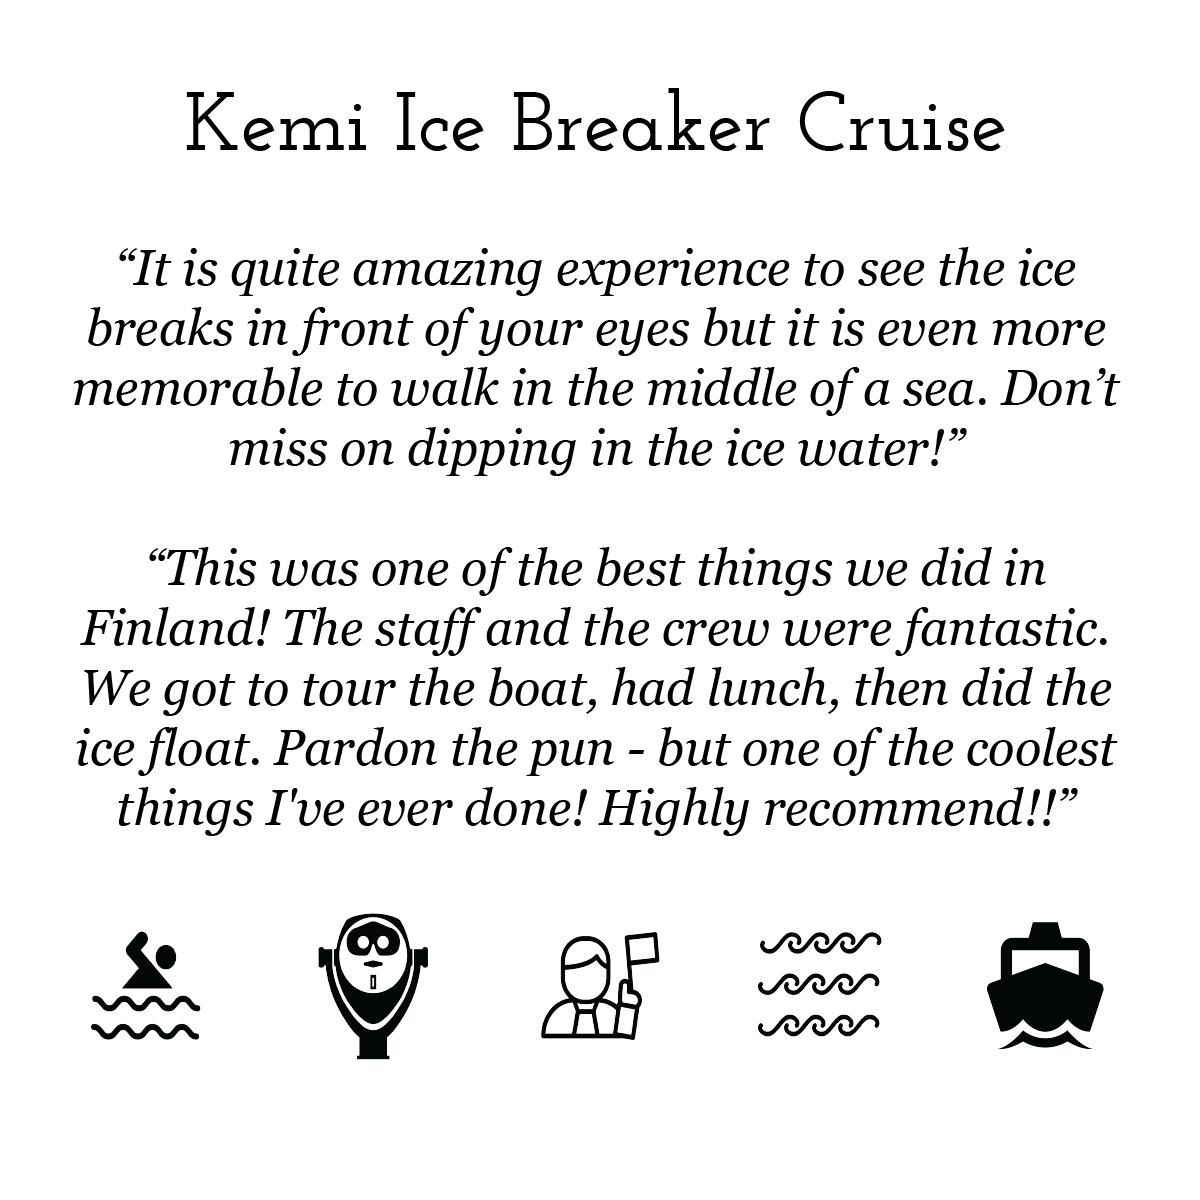 Kemi Ice Breaker Cruise
“It is quite amazing experience to see the ice
breaks in front of your eyes but it is even more
memorable to walk in the middle of a sea. Don’t
miss on dipping in the ice water!”
“This was one of the best things we did in
Finland! The staff and the crew were fantastic.
We got to tour the boat, had lunch, then did the
ice float. Pardon the pun - but one of the coolest
things I've ever done! Highly recommend!!”